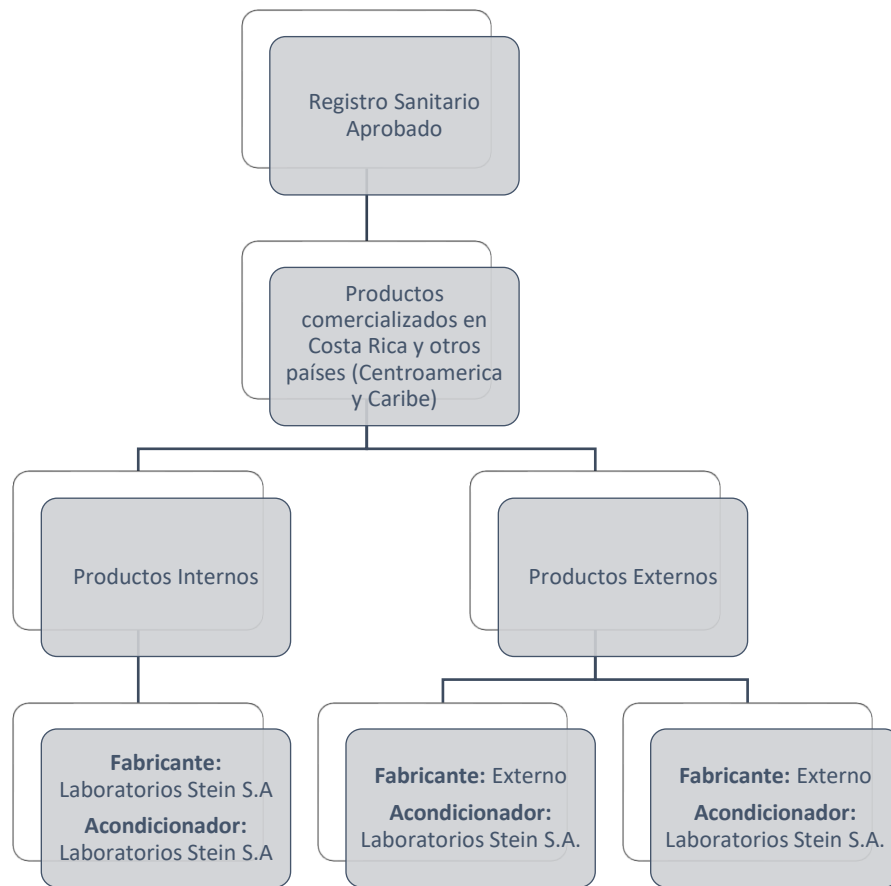 Registro Sanitario
Aprobado
Productos
comercializados en
Costa Rica y otros
países (Centroamerica
y Caribe)
Productos Internos
Productos Externos
Fabricante:
Laboratorios Stein S.A
Acondicionador:
Laboratorios Stein S.A
Fabricante: Externo
Acondicionador:
Laboratorios Stein S.A.
Fabricante: Externo
Acondicionador:
Laboratorios Stein S.A.